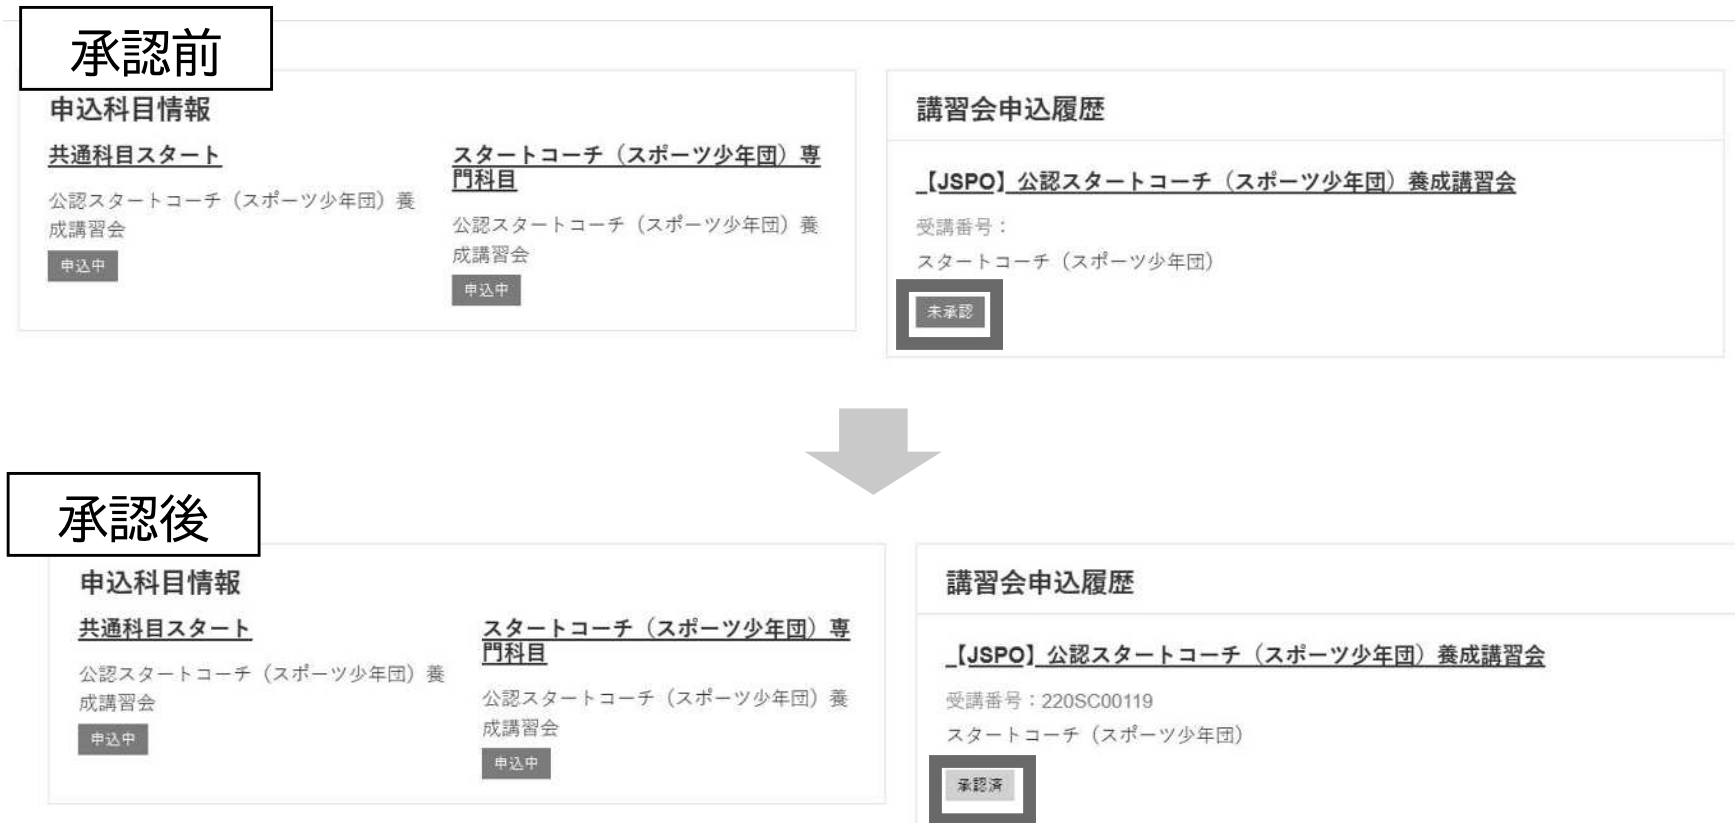 承認前
申込科目情報
共通科目スタート
公認スタートコーチ（スポーツ少年団）養
成講習会
申込中
スタートコーチ（スポーツ少年団）専
門科目
公認スタートコーチ（スポーツ少年団）養
成講習会
申込中
講習会申込履歴
【JSPO】公認スタートコーチ（スポーツ少年団）養成講習会
受講番号：
スタートコーチ（スポーツ少年団）
未承認
承認後
申込科目情報
共通科目スタート
公認スタートコーチ（スポーツ少年団）養
成講習会
申込中
スタートコーチ（スポーツ少年団）専
門科目
公認スタートコーチ（スポーツ少年団）養
成講習会
申込中
講習会申込履歴
【JSPO】公認スタートコーチ（スポーツ少年団）養成講習会
受講番号：220SC00119
スタートコーチ（スポーツ少年団）
承認済